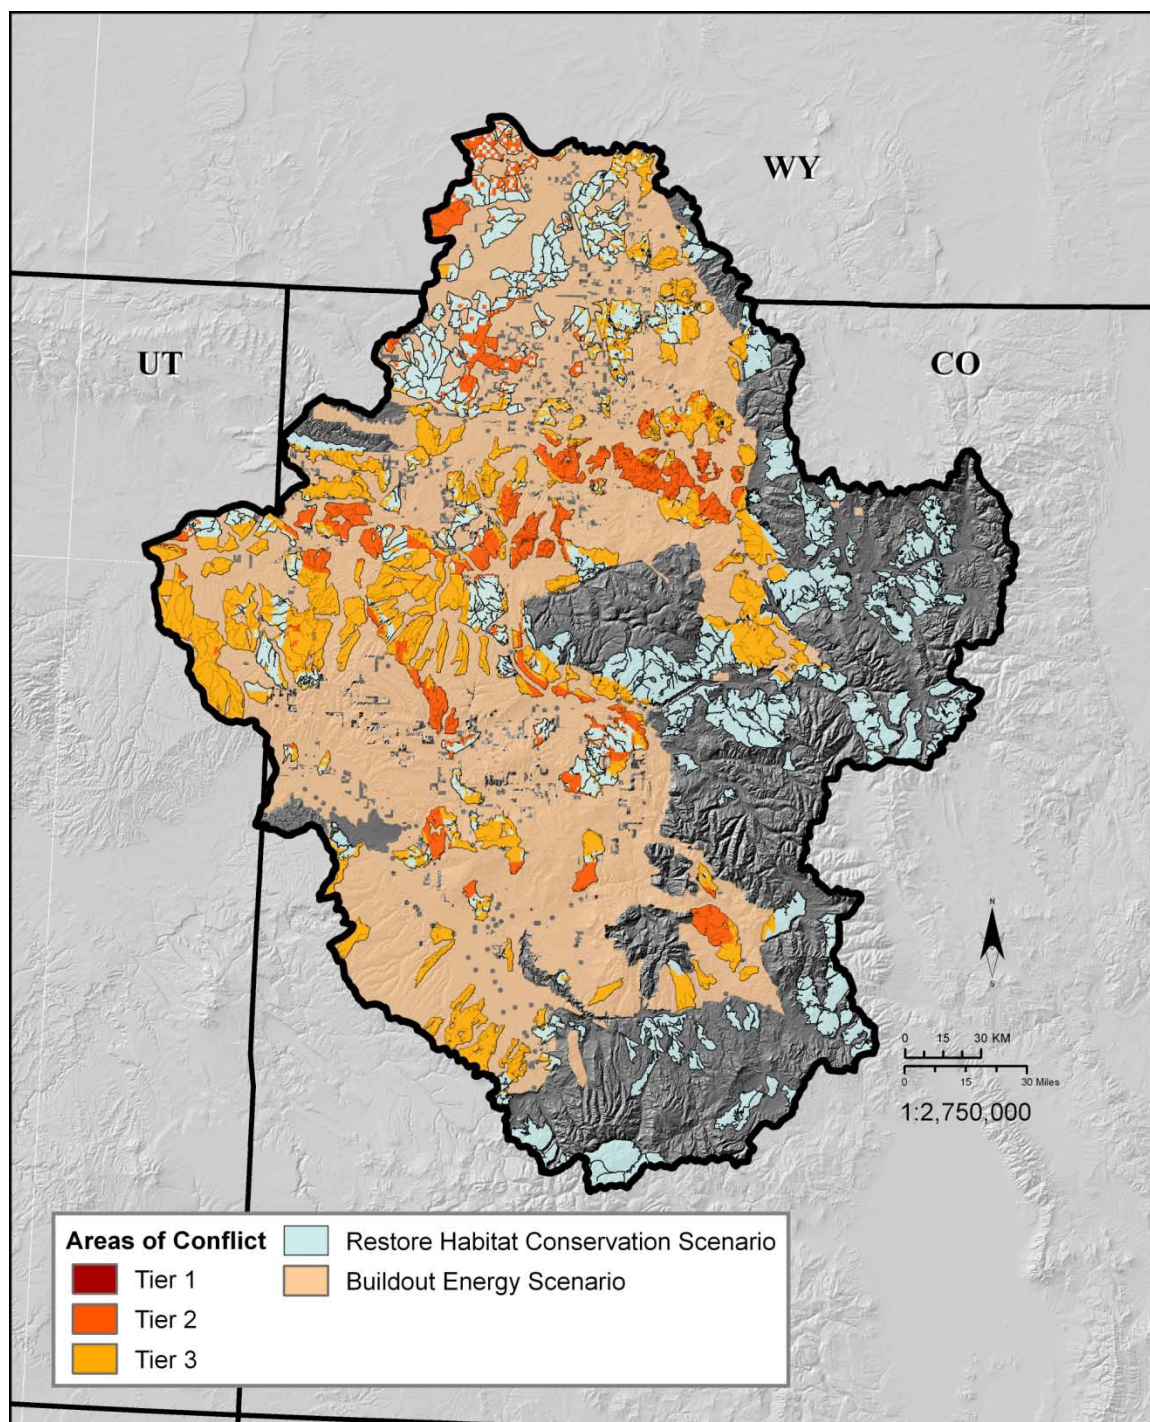 WY
UT
CO
N
S
0 15 30 KM
0 15 30 Miles
1:2,750,000
Areas of Conflict
Tier 1
Tier 2
Tier 3
Restore Habitat Conservation Scenario
Buildout Energy Scenario